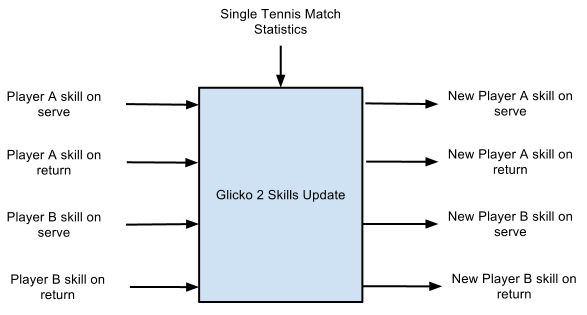 Single Tennis Match
Statistics
Player A skill on
serve
New Player A skill on
serve
Player A skill on
return
New Player A skill on
return
Glicko 2 Skills Update
Player B skill on
serve
New Player B skill on
serve
Player B skill on
return
New Player B skill on
return